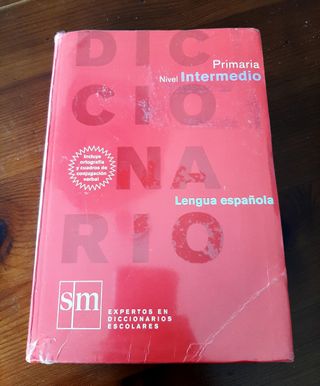 DIC
Primaria
Nivel Intermedio
CIO
Incluye
ortografía
y cuadros de
conjugación
verbal
NA
Lengua española
RIO
sm
EXPERTOS EN
DICCIONARIOS
ESCOLARES